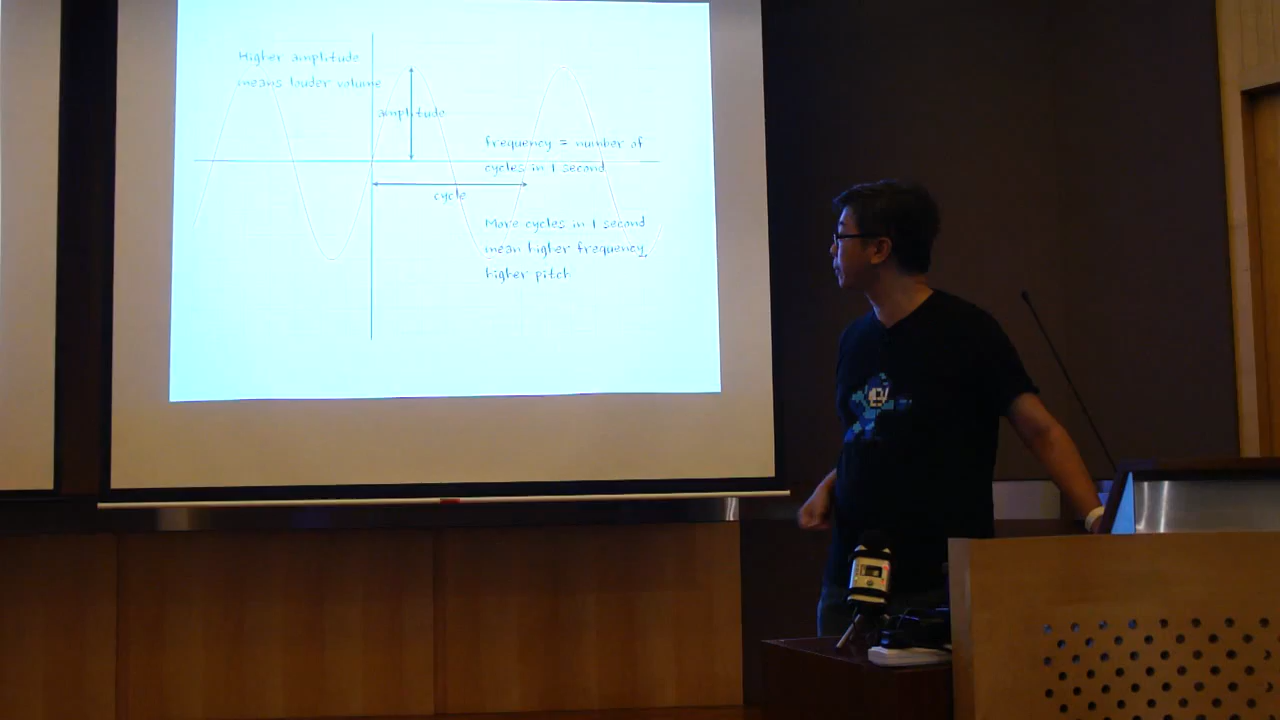 Higher amplitude
means louder volume
amplitude
frequency = number of
cycles in 1 second
cycle
More cycles in 1 second
mean higher frequency,
higher pitch